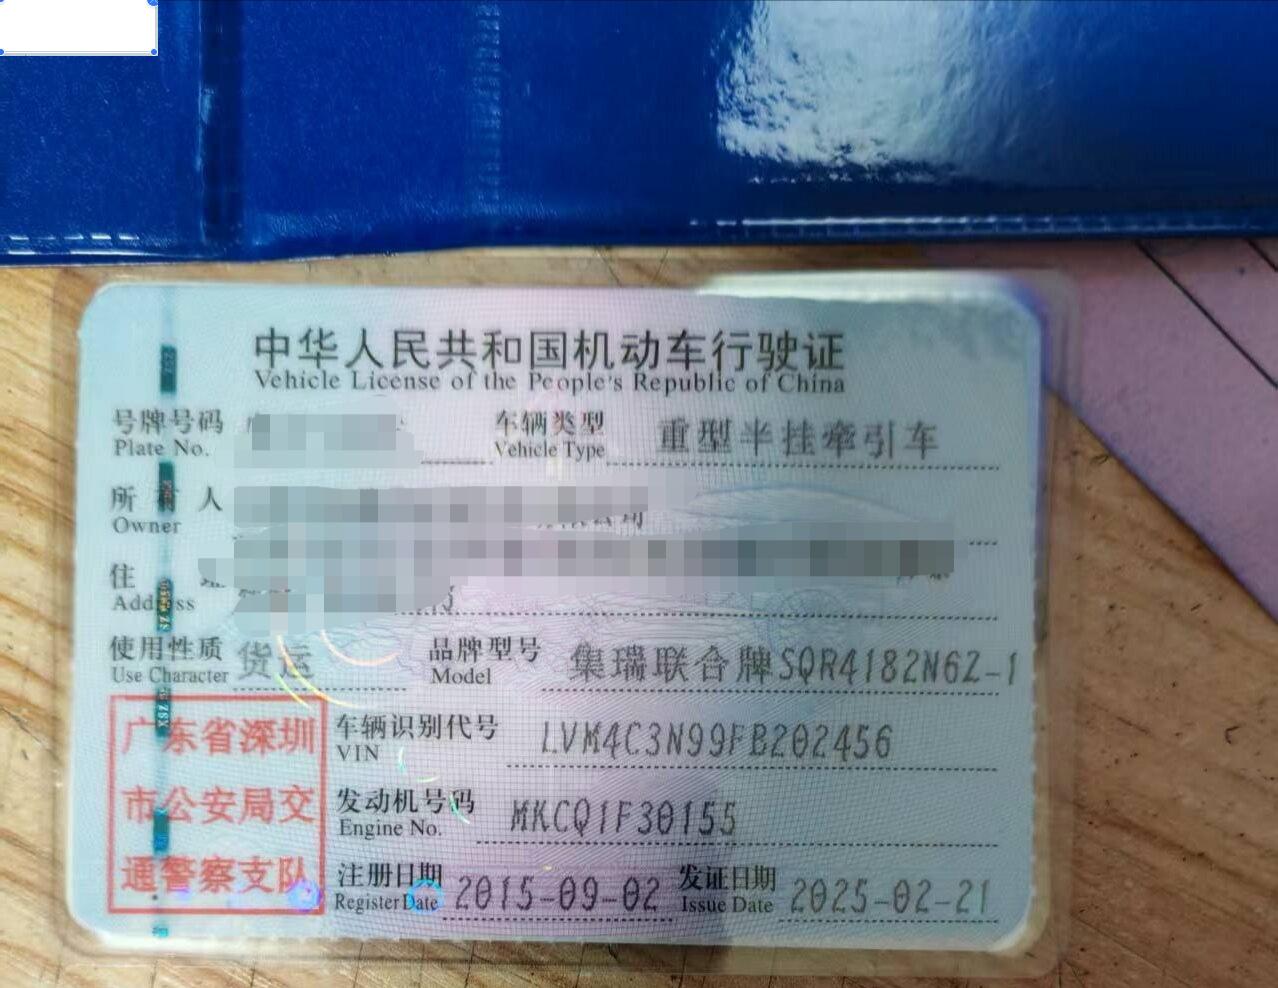 中华人民共和国机动车行驶证
Vehicle License of the People's Republic of China
号牌号码 车辆类型 重型半挂牵引车
Plate No. Vehicle Type
所有人
Owner
住
Address
使用性质 货运 品牌型号 集瑞联合牌SQR4182N6Z-1
Use Character Model
广东省深圳
市公安局交
通警察支队
车辆识别代号 LVM4C3N99FB202456
VIN
发动机号码 MKCQ1F30155
Engine No.
注册日期 2015-09-02 发证日期 2025-02-21
Register Date Issue Date